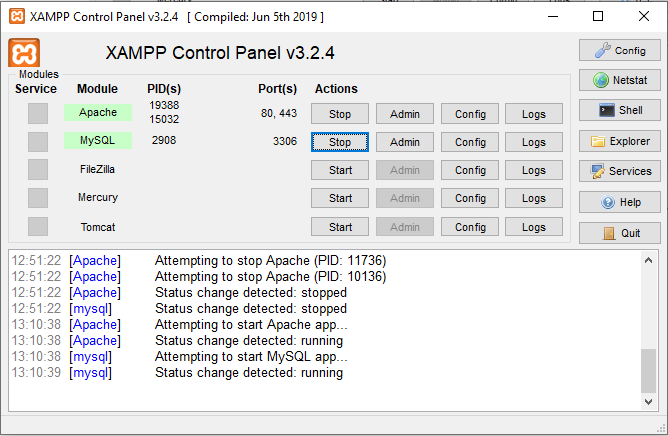 XAMPP Control Panel v3.2.4 [ Compiled: Jun 5th 2019 ]
XAMPP Control Panel v3.2.4
Config
Modules
Service Module PID(s) Port(s) Actions
Netstat
Apache 19388 15032 80, 443 Stop Admin Config Logs
Shell
MySQL 2908 3306 Stop Admin Config Logs
Explorer
FileZilla Start Admin Config Logs
Services
Mercury Start Admin Config Logs
Help
Tomcat Start Admin Config Logs
Quit
12:51:22 [Apache] Attempting to stop Apache (PID: 11736)
12:51:22 [Apache] Attempting to stop Apache (PID: 10136)
12:51:22 [Apache] Status change detected: stopped
12:51:22 [mysql] Status change detected: stopped
13:10:38 [Apache] Attempting to start Apache app...
13:10:38 [Apache] Status change detected: running
13:10:38 [mysql] Attempting to start MySQL app...
13:10:39 [mysql] Status change detected: running